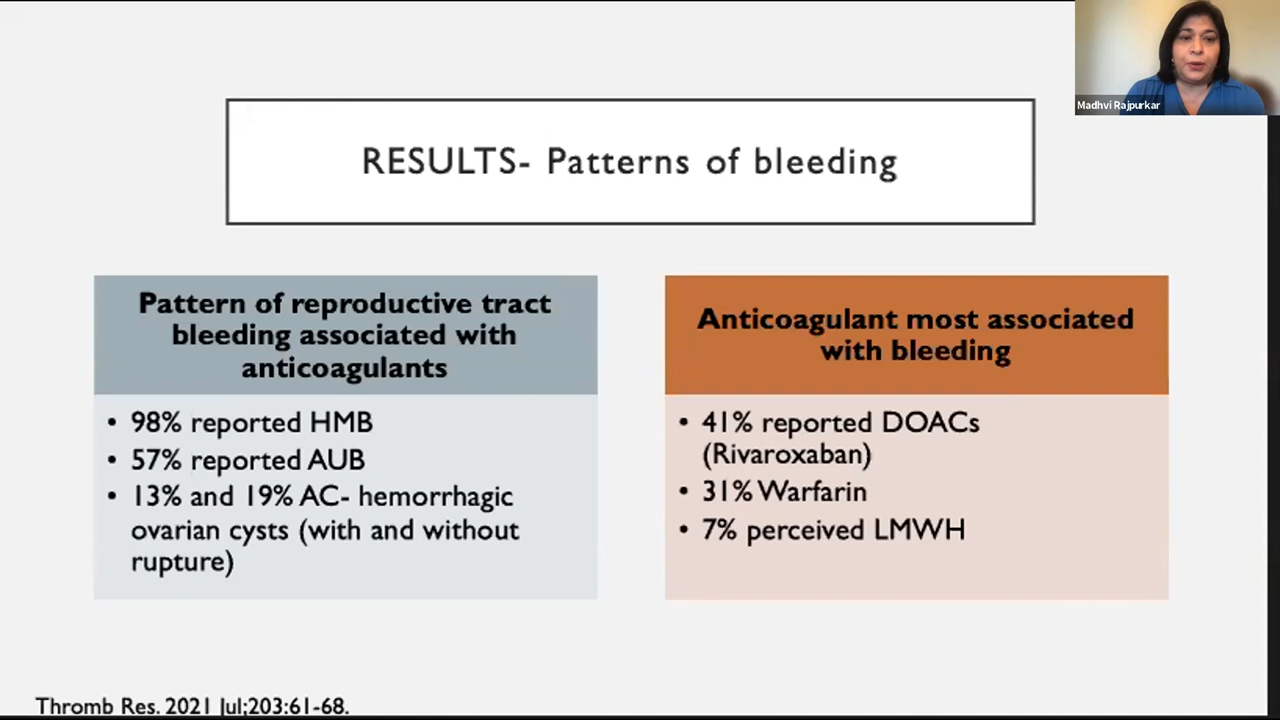 Madhvi Rajpurkar
RESULTS- Patterns of bleeding
Pattern of reproductive tract
bleeding associated with
anticoagulants
• 98% reported HMB
• 57% reported AUB
• 13% and 19% AC- hemorrhagic
ovarian cysts (with and without
rupture)
Anticoagulant most associated
with bleeding
• 41% reported DOACs
(Rivaroxaban)
• 31% Warfarin
• 7% perceived LMWH
Thromb Res. 2021 Jul;203:61-68.